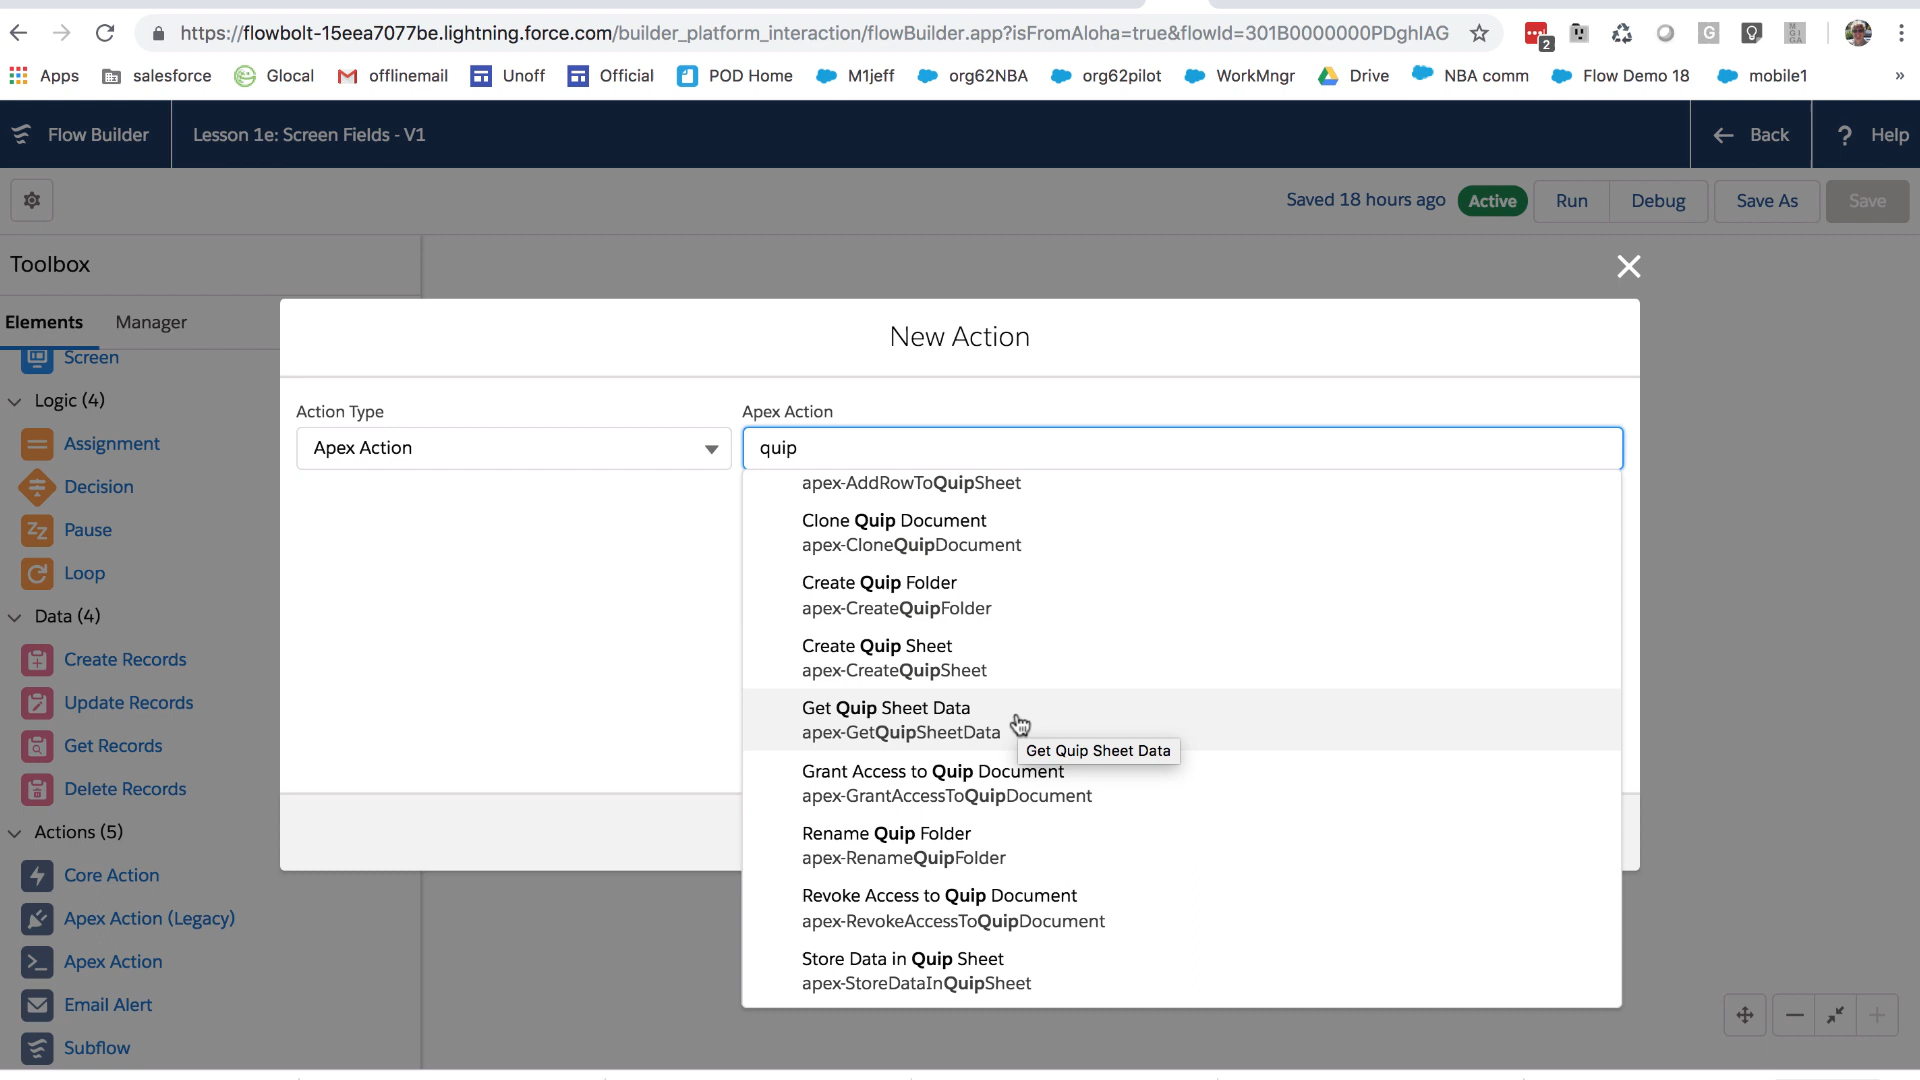 https://flowbolt-15eea7077be.lightning.force.com/builder_platform_interaction/flowBuilder.app?isFromAloha=true&flowId=301B0000000PDghIAG
2
G
Apps
salesforce
Glocal
offlinemail
Unoff
Official
POD Home
M1jeff
org62NBA
org62pilot
WorkMngr
Drive
NBA comm
Flow Demo 18
mobile1
»
Flow Builder
Lesson 1e: Screen Fields - V1
Back
? Help
Saved 18 hours ago
Active
Run
Debug
Save As
Save
Toolbox
Elements
Manager
Screen
Logic (4)
Assignment
Decision
Pause
Loop
Data (4)
Create Records
Update Records
Get Records
Delete Records
Actions (5)
Core Action
Apex Action (Legacy)
Apex Action
Email Alert
Subflow
New Action
Action Type
Apex Action
Apex Action
quip
apex-AddRowToQuipSheet
Clone Quip Document
apex-CloneQuipDocument
Create Quip Folder
apex-CreateQuipFolder
Create Quip Sheet
apex-CreateQuipSheet
Get Quip Sheet Data
apex-GetQuipSheetData
Get Quip Sheet Data
Grant Access to Quip Document
apex-GrantAccessToQuipDocument
Rename Quip Folder
apex-RenameQuipFolder
Revoke Access to Quip Document
apex-RevokeAccessToQuipDocument
Store Data in Quip Sheet
apex-StoreDataInQuipSheet